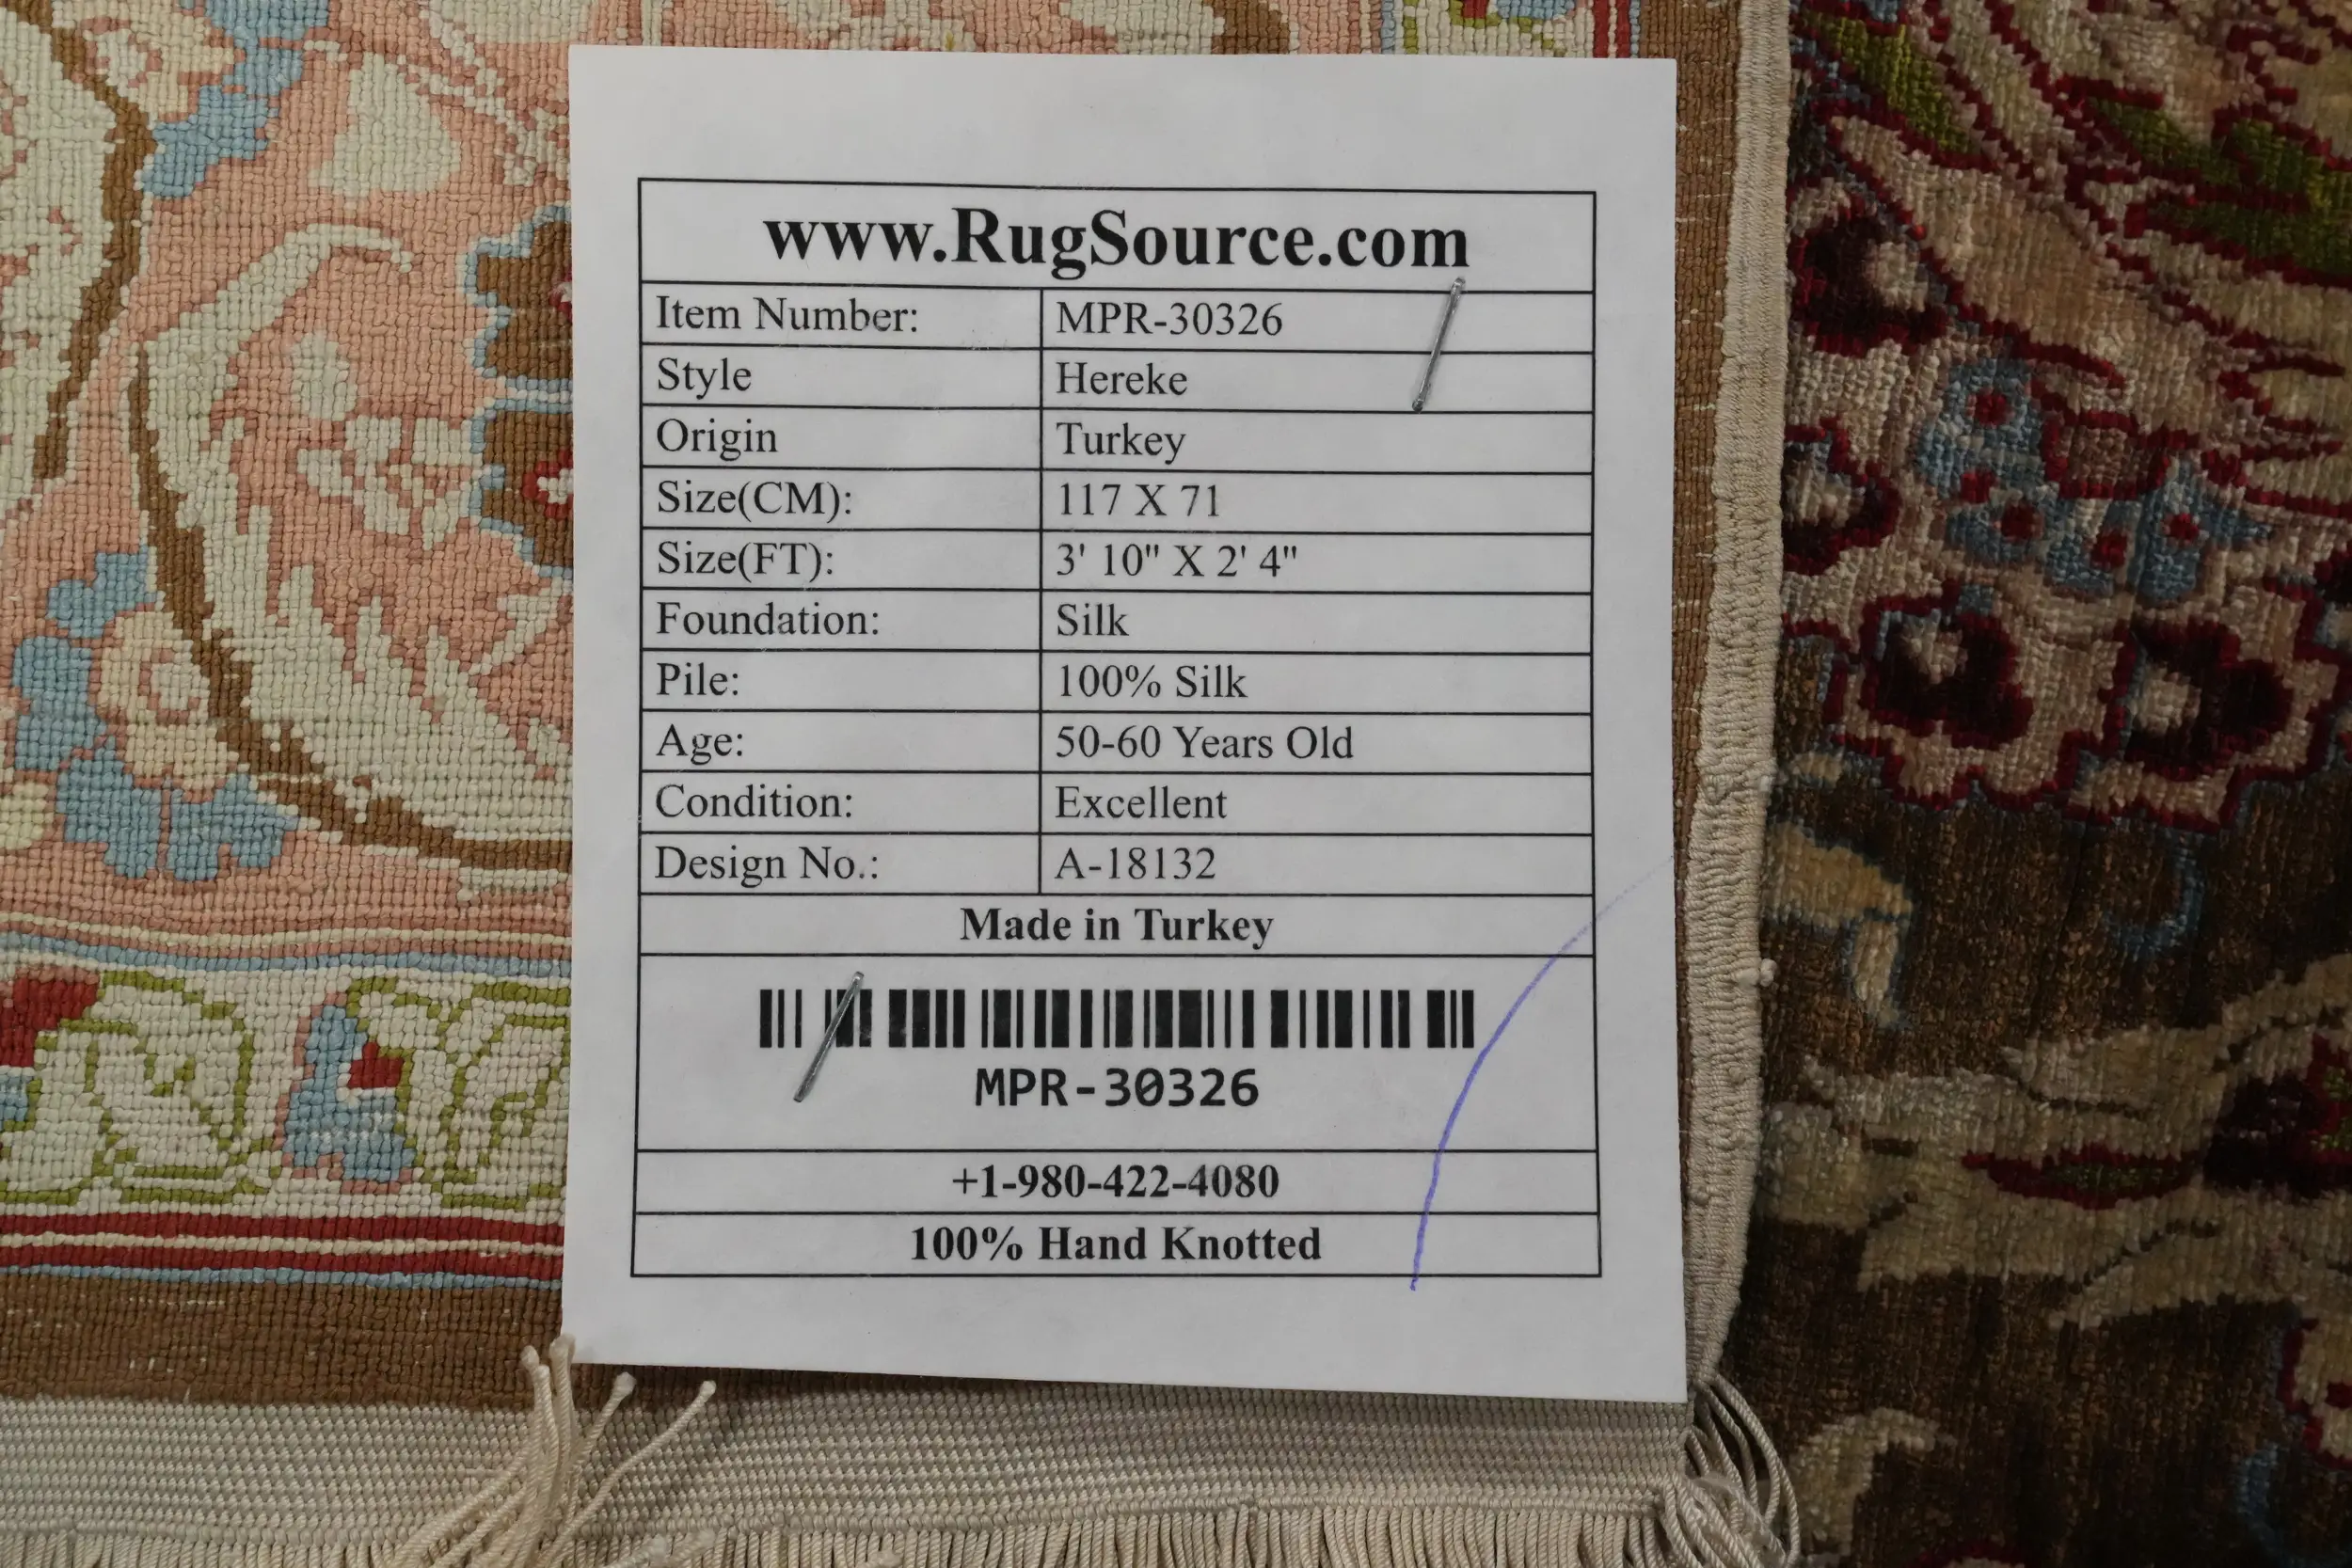 www.RugSource.com
Item Number: MPR-30326
Style Hereke
Origin Turkey
Size(CM): 117 X 71
Size(FT): 3' 10" X 2' 4"
Foundation: Silk
Pile: 100% Silk
Age: 50-60 Years Old
Condition: Excellent
Design No.: A-18132
Made in Turkey
MPR-30326
+1-980-422-4080
100% Hand Knotted